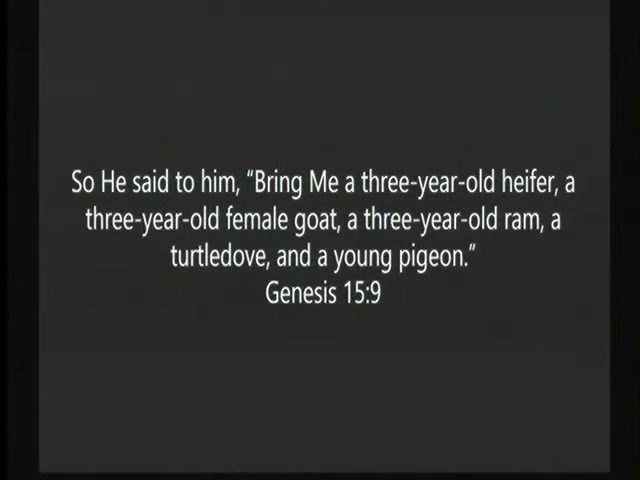 So He said to him, “Bring Me a three-year-old heifer, a
three-year-old female goat, a three-year-old ram, a
turtledove, and a young pigeon.”
Genesis 15:9